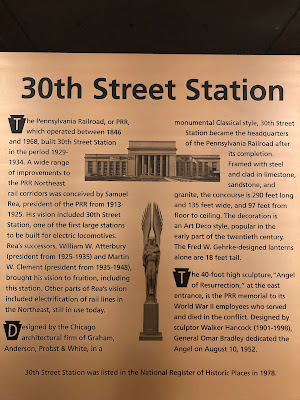 30th Street Station
The Pennsylvania Railroad, or PRR,
which operated between 1846
and 1968, built 30th Street Station
in the period 1929-
1934. A wide range
of improvements to
the PRR Northeast
rail corridors was conceived by Samuel
Rea, president of the PRR from 1913-
1925. His vision included 30th Street
Station, one of the first large stations
to be built for electric locomotives.
Rea's successors, William W. Atterbury
(president from 1925-1935) and Martin
W. Clement (president from 1935-1948),
brought his vision to fruition, including
this station. Other parts of Rea's vision
included electrification of rail lines in
the Northeast, still in use today.
Designed by the Chicago
architectural firm of Graham,
Anderson, Probst & White, in a
monumental Classical style, 30th Street
Station became the headquarters
of the Pennsylvania Railroad after
its completion.
Framed with steel
and clad in limestone,
sandstone, and
granite, the concourse is 290 feet long
and 135 feet wide, and 97 feet from
floor to ceiling. The decoration is
an Art Deco style, popular in the
early part of the twentieth century.
The Fred W. Gehrke-designed lanterns
alone are 18 feet tall.
The 40-foot high sculpture, "Angel
of Resurrection," at the east
entrance, is the PRR memorial to its
World War II employees who served
and died in the conflict. Designed by
sculptor Walker Hancock (1901-1998),
General Omar Bradley dedicated the
Angel on August 10, 1952.
30th Street Station was listed in the National Register of Historic Places in 1978.